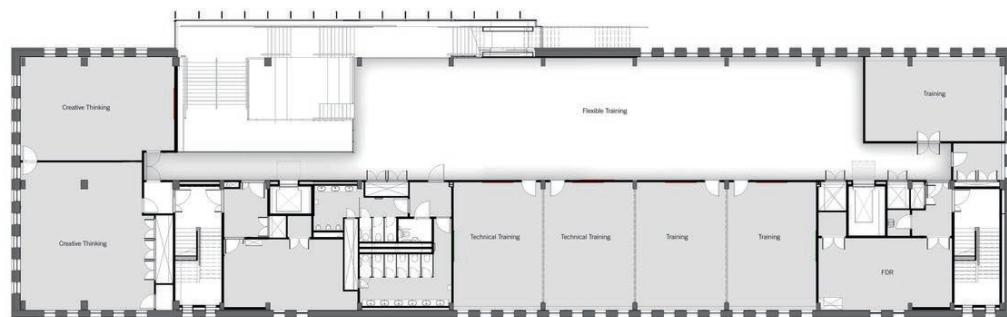 Creative Thinking
Flexible Training
Training
Creative Thinking
Technical Training
Technical Training
Training
Training
FDR